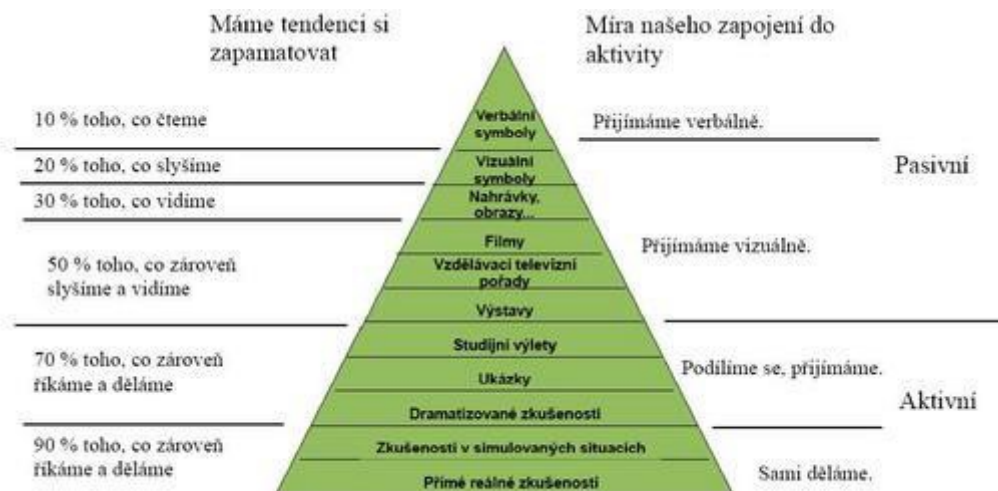 Máme tendenci si
zapamatovat
Míra našeho zapojení do
aktivity
10 % toho, co čteme
20 % toho, co slyšíme
30 % toho, co vidíme
50 % toho, co zároveň
slyšíme a vidíme
70 % toho, co zároveň
říkáme a děláme
90 % toho, co zároveň
říkáme a děláme
Verbální
symboly
Vizuální
symboly
Nahrávky,
obrazy...
Filmy
Vzdělávací televizní
pořady
Výstavy
Studijní výlety
Ukázky
Dramatizované zkušenosti
Zkušenosti v simulovaných situacích
Přímé reálné zkušenosti
Přijímáme verbálně.
Přijímáme vizuálně.
Podílíme se, přijímáme.
Sami děláme.
Pasivní
Aktivní